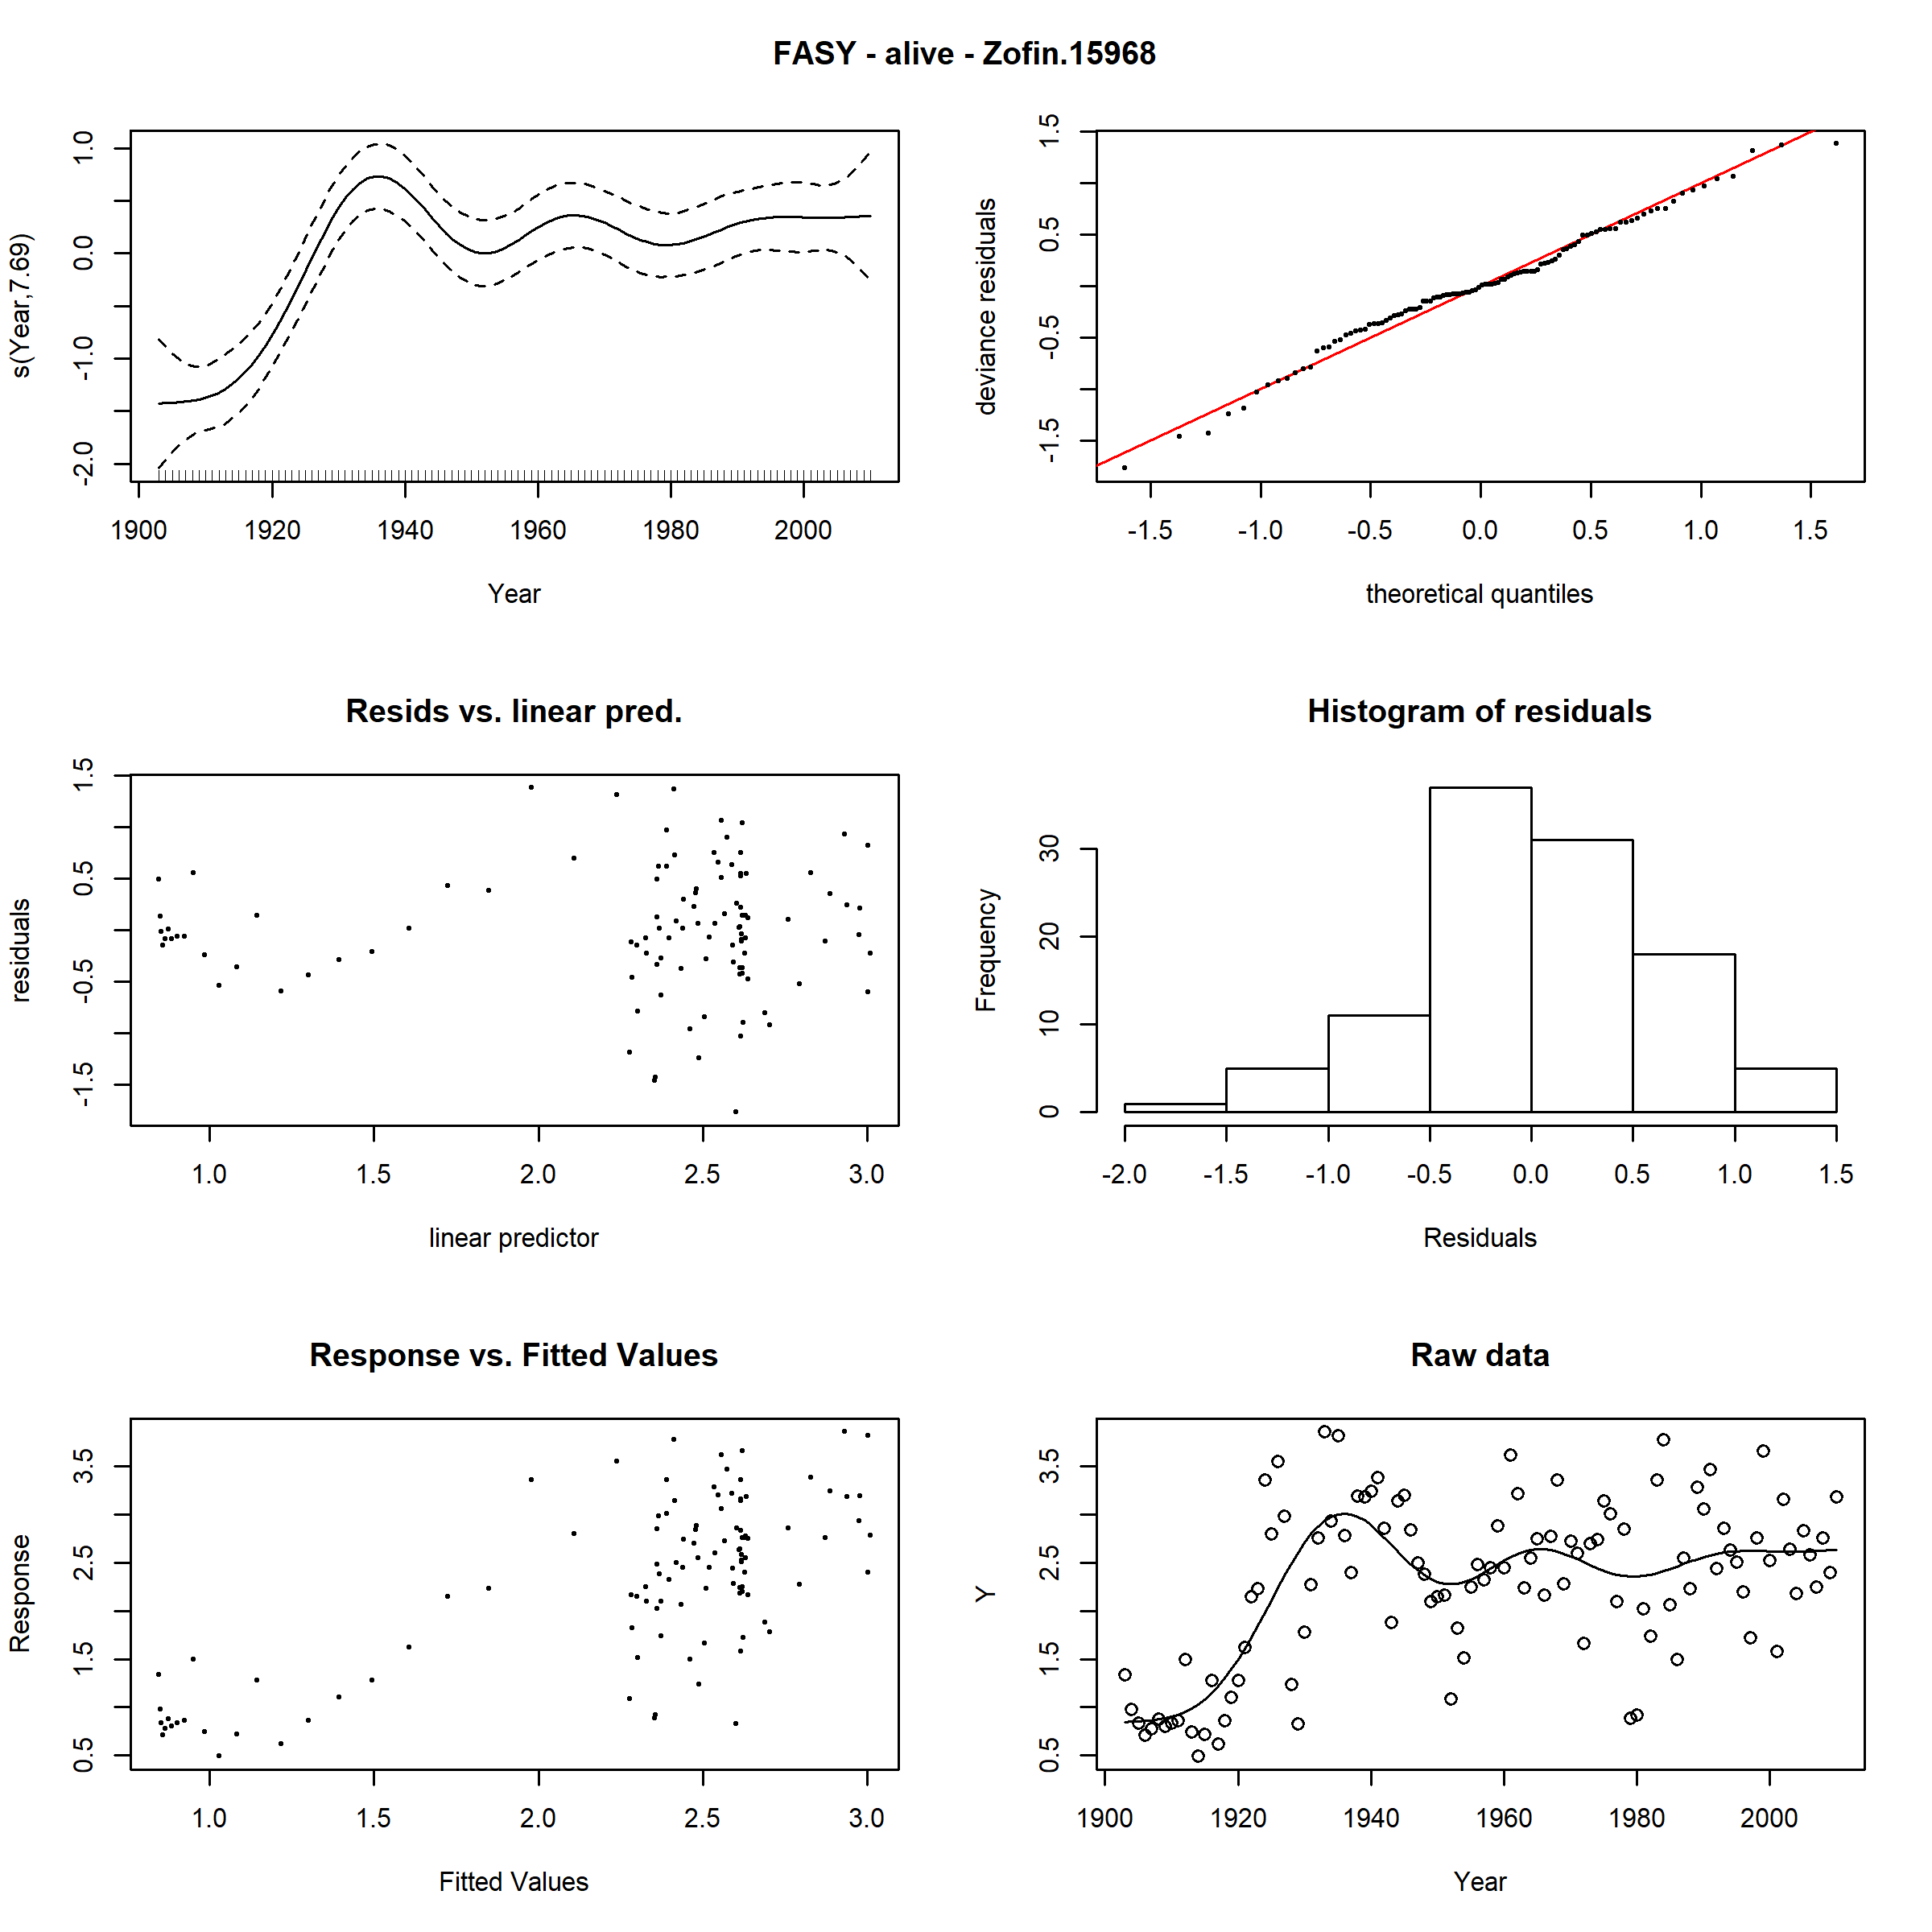 FASY - alive - Zofin.15968
s(Year,7.69)
-2.0 -1.0 0.0 1.0
1900 1920 1940 1960 1980 2000
Year
deviance residuals
-1.5 -0.5 0.5 1.5
-1.5 -1.0 -0.5 0.0 0.5 1.0 1.5
theoretical quantiles
Resids vs. linear pred.
residuals
-1.5 -0.5 0.5 1.5
1.0 1.5 2.0 2.5 3.0
linear predictor
Histogram of residuals
Frequency
0 10 20 30
-2.0 -1.5 -1.0 -0.5 0.0 0.5 1.0 1.5
Residuals
Response vs. Fitted Values
Response
0.5 1.5 2.5 3.5
1.0 1.5 2.0 2.5 3.0
Fitted Values
Raw data
Y
0.5 1.5 2.5 3.5
1900 1920 1940 1960 1980 2000
Year